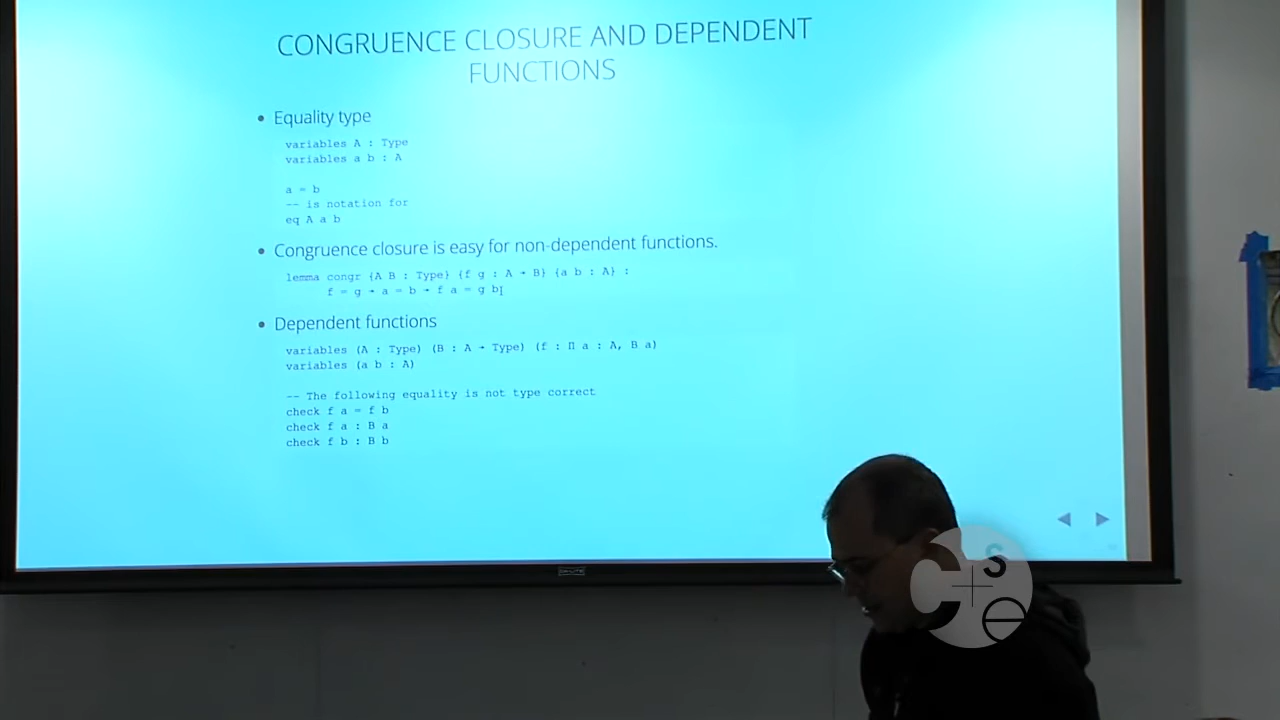 CONGRUENCE CLOSURE AND DEPENDENT
FUNCTIONS
• Equality type
variables A : Type
variables a b : A
a = b
-- is notation for
eq A a b
• Congruence closure is easy for non-dependent functions.
lemma congr {A B : Type} {f g : A → B} {a b : A} :
f = g → a = b → f a = g b
• Dependent functions
variables (A : Type) (B : A → Type) (f : Π a : A, B a)
variables (a b : A)
-- The following equality is not type correct
check f a = f b
check f a : B a
check f b : B b
C S e